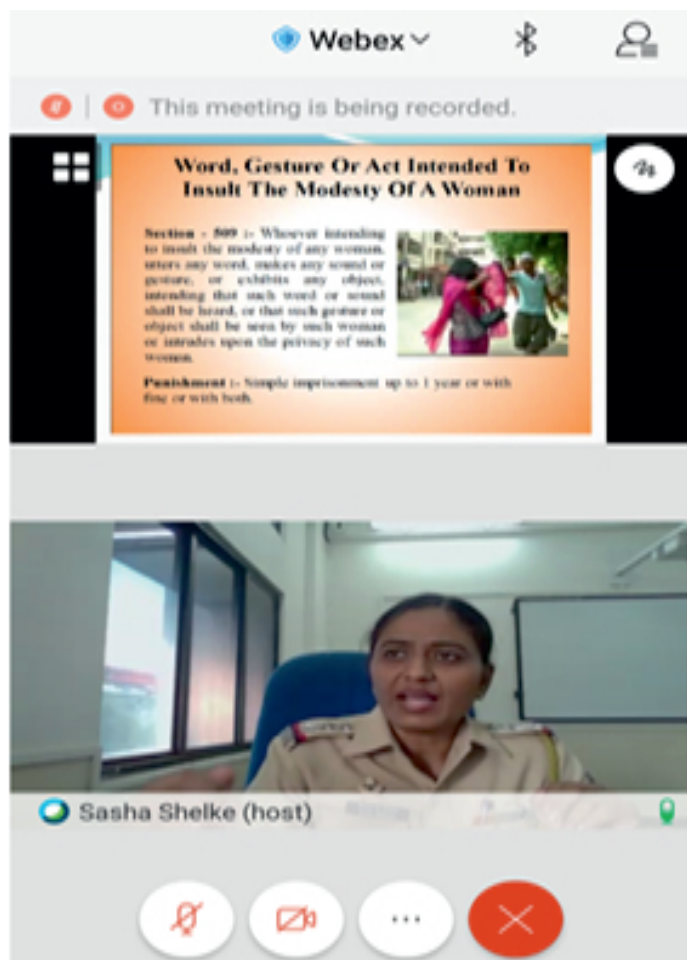 Webex
This meeting is being recorded.
Word, Gesture Or Act Intended To
Insult The Modesty Of A Woman
Section - 509 :- Whoever intending
to insult the modesty of any woman,
utters any word, makes any sound or
gesture, or exhibits any object,
intending that such word or sound
shall be heard, or that such gesture or
object shall be seen by such woman
or intrudes upon the privacy of such
woman.
Punishment :- Simple imprisonment up to 1 year or with
fine or with both.
Sasha Shelke (host)